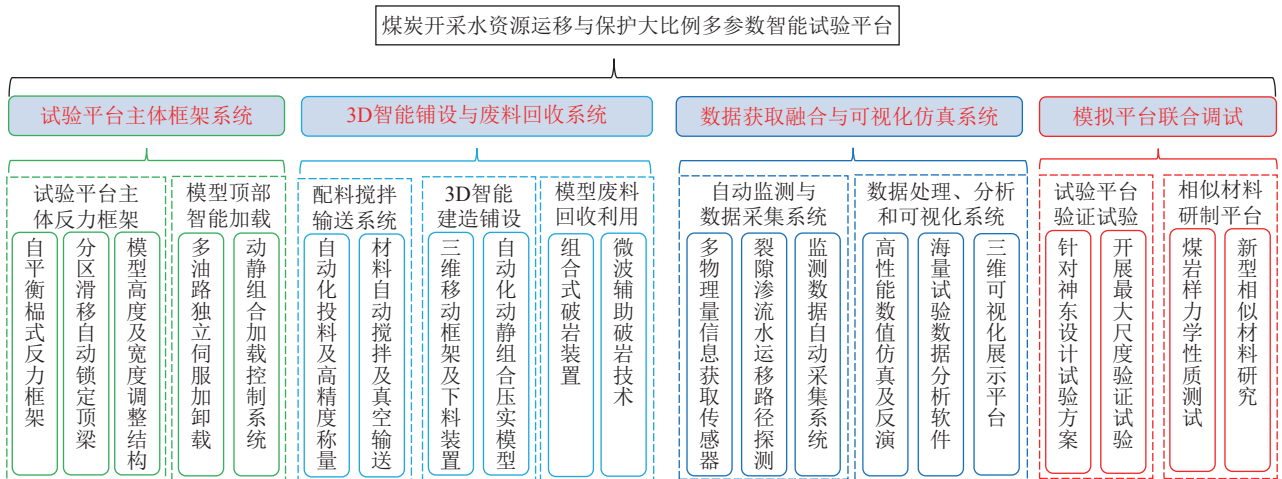 煤炭开采水资源运移与保护大比例多参数智能试验平台
试验平台主体框架系统
3D智能铺设与废料回收系统
数据获取融合与可视化仿真系统
模拟平台联合调试
试验平台主
体反力框架
模型顶部
智能加载
配料搅拌
输送系统
3D智能
建造铺设
模型废料
回收利用
自动监测与
数据采集系统
数据处理、分析
和可视化系统
试验平台
验证试验
相似材料
研制平台
自平衡榀式反力框架
分区滑移自动锁定顶梁
模型高度及宽度调整结构
多油路独立伺服加卸载
动静组合加载控制系统
自动化投料及高精度称量
材料自动搅拌及真空输送
三维移动框架及下料装置
自动化动静组合压实模型
组合式破岩装置
微波辅助破岩技术
多物理量信息获取传感器
裂隙渗流水运移路径探测
监测数据自动采集系统
高性能数值仿真及反演
海量试验数据分析软件
三维可视化展示平台
针对神东设计试验方案
开展最大尺度验证试验
煤岩样力学性质测试
新型相似材料研究